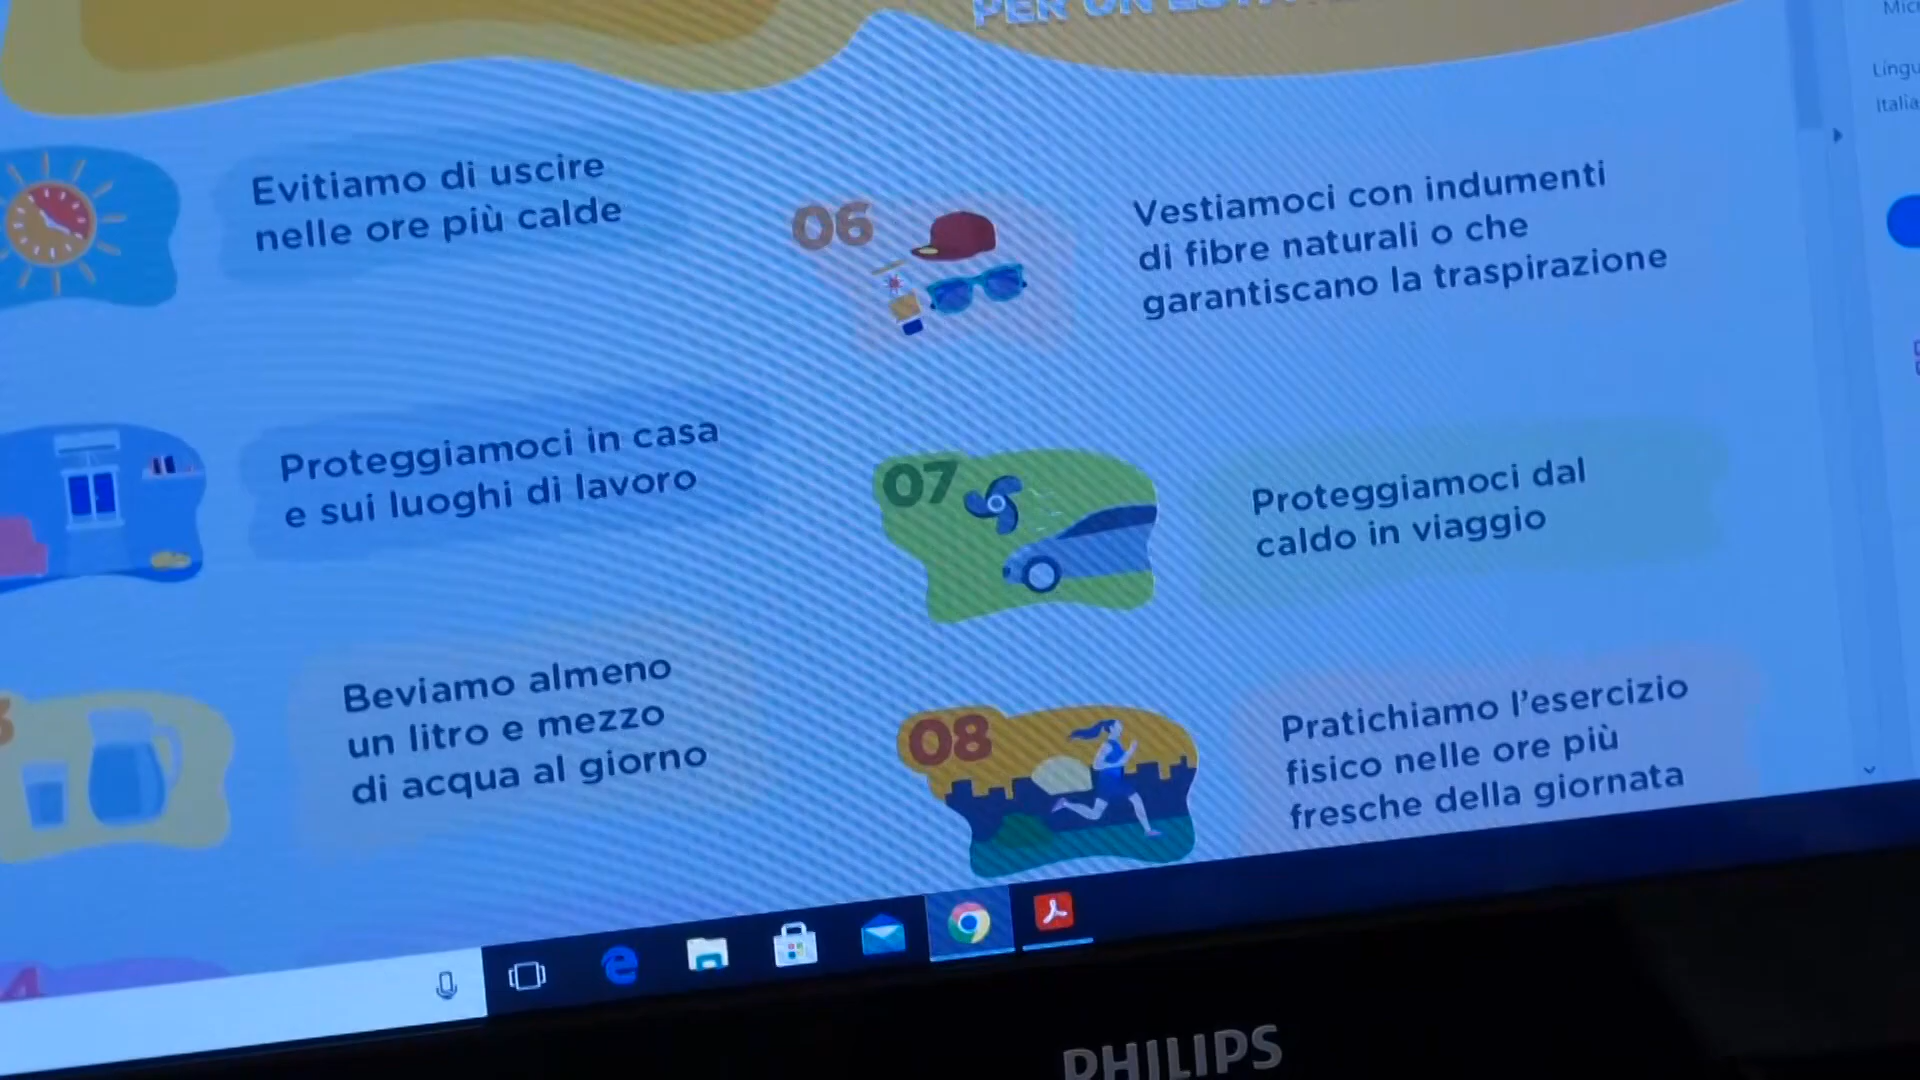 PER UN
Evitiamo di uscire
nelle ore più calde
Proteggiamoci in casa
e sui luoghi di lavoro
Beviamo almeno
un litro e mezzo
di acqua al giorno
06
Vestiamoci con indumenti
di fibre naturali o che
garantiscano la traspirazione
07
Proteggiamoci dal
caldo in viaggio
08
Pratichiamo l'esercizio
fisico nelle ore più
fresche della giornata
PHILIPS